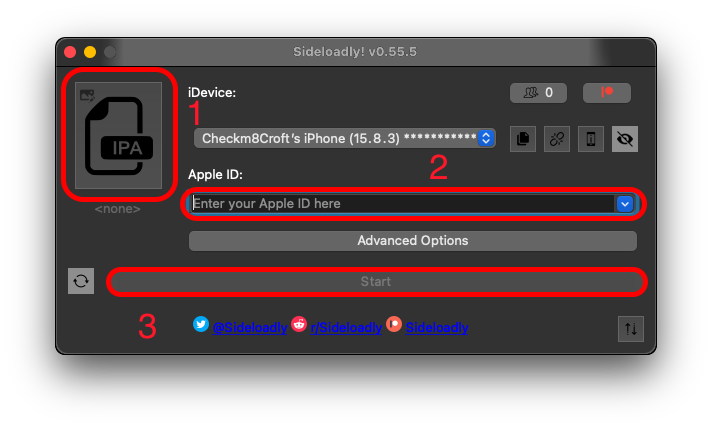 Sideloadly! v0.55.5
IPA
<none>
iDevice:
0
1
Checkm8Croft's iPhone (15.8.3) ***********
2
Apple ID:
Enter your Apple ID here
Advanced Options
Start
3
@Sideloadly r/Sideloadly Sideloadly